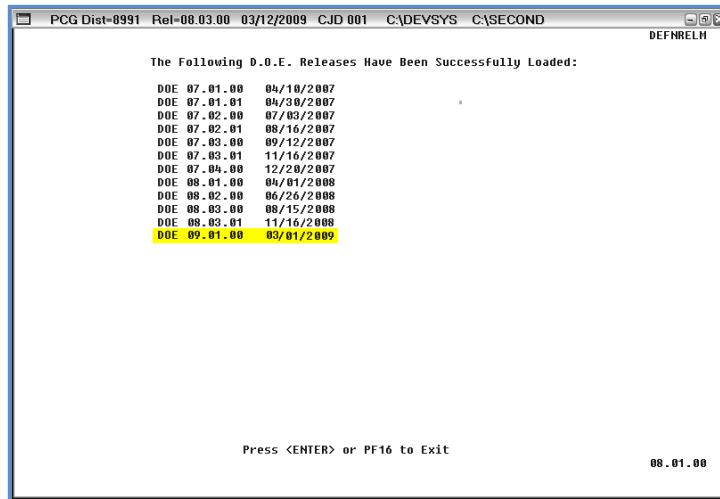 PCG Dist=8991 Rel=08.03.00 03/12/2009 CJD 001 C:\DEVSYS C:\SECOND
DEFNRELM
The Following D.O.E. Releases Have Been Successfully Loaded:
DOE 07.01.00 04/10/2007
DOE 07.01.01 04/30/2007
DOE 07.02.00 07/03/2007
DOE 07.02.01 08/16/2007
DOE 07.03.00 09/12/2007
DOE 07.03.01 11/16/2007
DOE 07.04.00 12/20/2007
DOE 08.01.00 04/01/2008
DOE 08.02.00 06/26/2008
DOE 08.03.00 08/15/2008
DOE 08.03.01 11/16/2008
DOE 09.01.00 03/01/2009
Press <ENTER> or PF16 to Exit
08.01.00